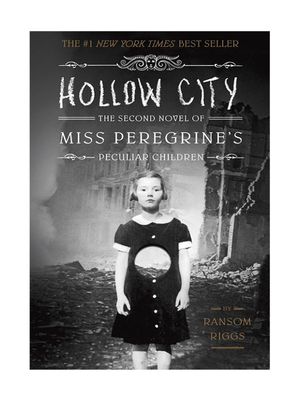 THE #1 NEW YORK TIMES BEST SELLER
HOLLOW CITY
THE SECOND NOVEL OF
MISS PEREGRINE'S
PECULIAR CHILDREN
BY
RANSOM
RIGGS